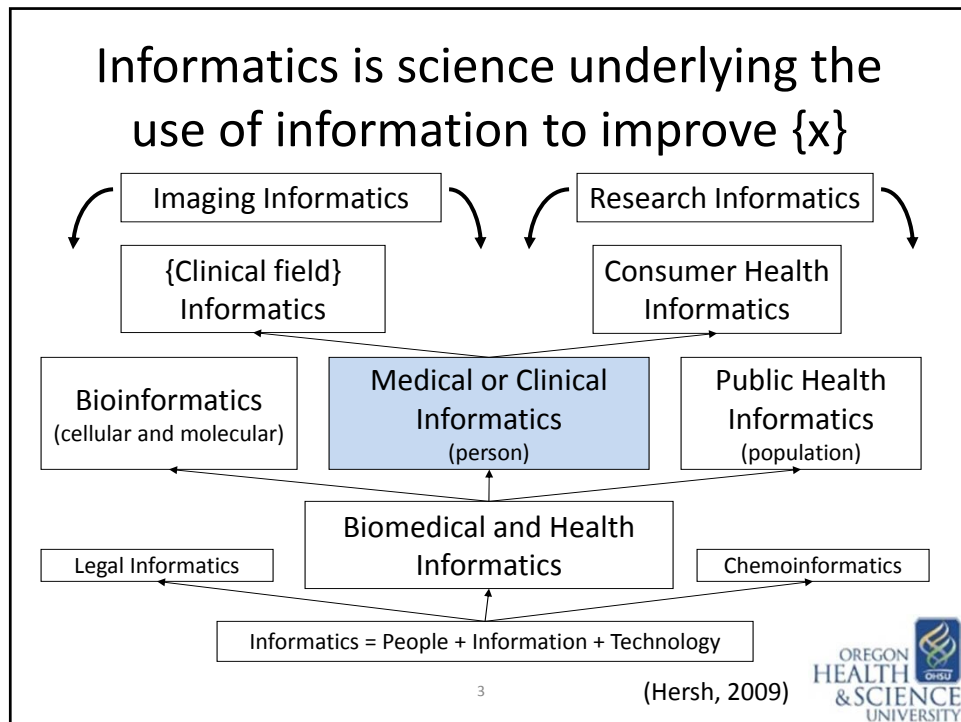 Informatics is science underlying the
use of information to improve {x}
Imaging Informatics
Research Informatics
{Clinical field}
Informatics
Consumer Health
Informatics
Bioinformatics
(cellular and molecular)
Medical or Clinical
Informatics
(person)
Public Health
Informatics
(population)
Biomedical and Health
Informatics
Legal Informatics
Chemoinformatics
Informatics = People + Information + Technology
3
(Hersh, 2009)
OREGON
HEALTH
&SCIENCE
UNIVERSITY
OHSU